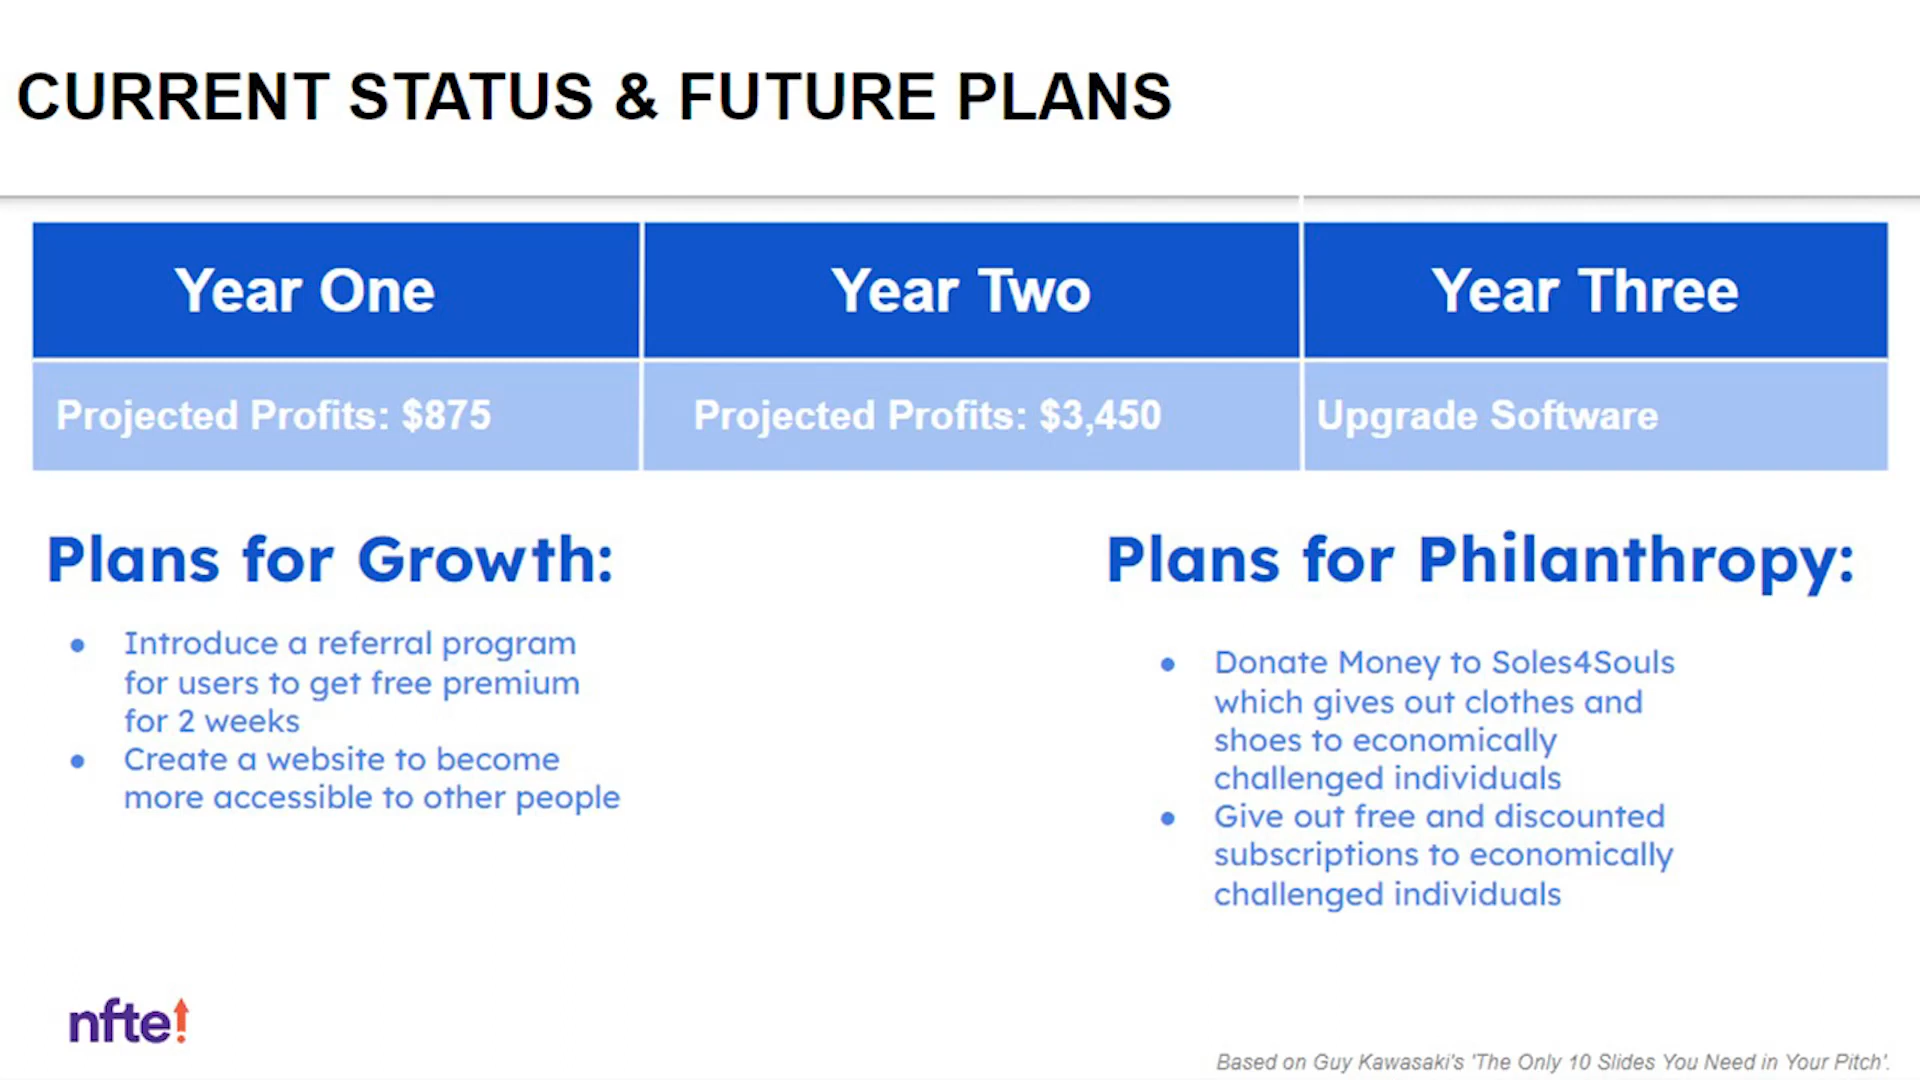 CURRENT STATUS & FUTURE PLANS
Year One
Year Two
Year Three
Projected Profits: $875
Projected Profits: $3,450
Upgrade Software
Plans for Growth:
● Introduce a referral program
for users to get free premium
for 2 weeks
● Create a website to become
more accessible to other people
Plans for Philanthropy:
● Donate Money to Soles4Souls
which gives out clothes and
shoes to economically
challenged individuals
● Give out free and discounted
subscriptions to economically
challenged individuals
nfte!
Based on Guy Kawasaki's 'The Only 10 Slides You Need in Your Pitch'.